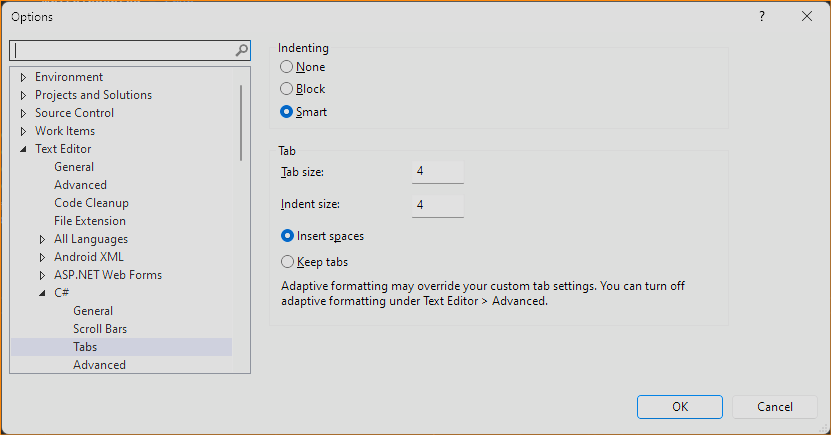 Options
Environment
Projects and Solutions
Source Control
Work Items
Text Editor
General
Advanced
Code Cleanup
File Extension
All Languages
Android XML
ASP.NET Web Forms
C#
General
Scroll Bars
Tabs
Advanced
Indenting
None
Block
Smart
Tab
Tab size: 4
Indent size: 4
Insert spaces
Keep tabs
Adaptive formatting may override your custom tab settings. You can turn off
adaptive formatting under Text Editor > Advanced.
OK Cancel